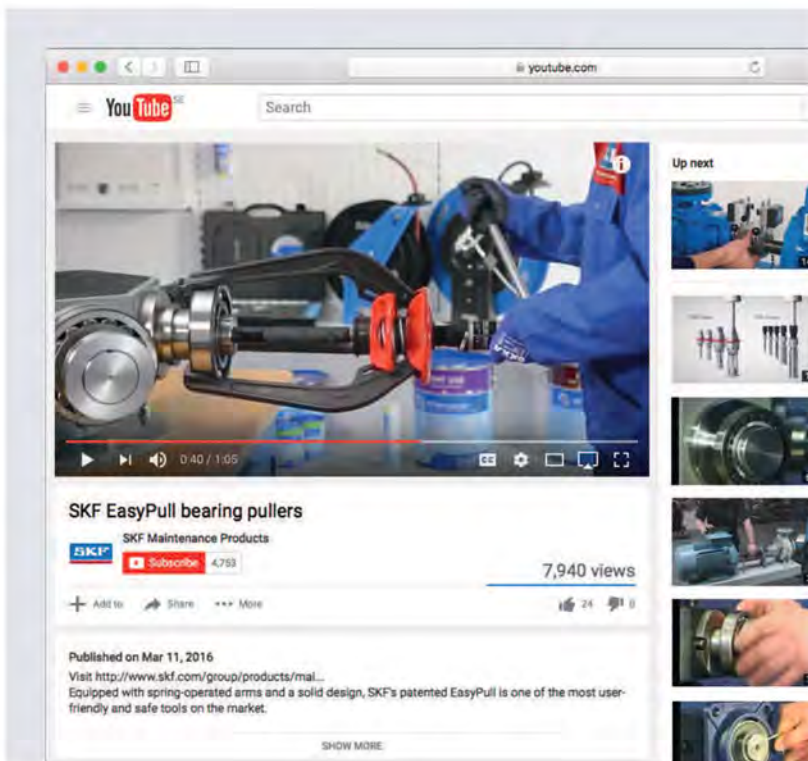 youtube.com
YouTube SE
Search
Up next
0:40 / 1:05
CC
SKF EasyPull bearing pullers
SKF
SKF Maintenance Products
Subscribe 4,753
7,940 views
Add to Share More
24 0
Published on Mar 11, 2016
Visit http://www.skf.com/group/products/mai...
Equipped with spring-operated arms and a solid design, SKF's patented EasyPull is one of the most user-
friendly and safe tools on the market.
SHOW MORE